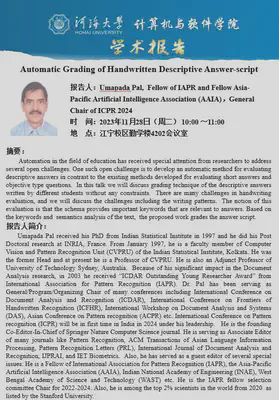 河海大学 计算机与软件学院
HOHAI UNIVERSITY
学术报告
Automatic Grading of Handwritten Descriptive Answer-script
报告人: Umapada Pal, Fellow of IAPR and Fellow Asia-
Pacific Artificial Intelligence Association (AAIA), General
Chair of ICPR 2024
时 间: 2023年11月28日 (周二) 10:00 ~11:00
地 点: 江宁校区勤学楼4202会议室
摘要:
Automation in the field of education has received special attention from researchers to address
several open challenges. One such open challenge is to develop an automatic method for evaluating
descriptive answers in contrast to the existing methods developed for evaluating short answers and
objective type questions. In this talk we will discuss grading technique of the descriptive answers
written by different students without any constraints. There are many challenges in handwriting
evaluation, and we will discuss the challenges including the writing patterns. The notion of this
evaluation is that the schema provides important keywords that are relevant to answers. Based on
the keywords and semantics analysis of the text, the proposed work grades the answer script.
报告人简介:
Umapada Pal received his PhD from Indian Statistical Institute in 1997 and he did his Post
Doctoral research at INRIA, France. From January 1997, he is a faculty member of Computer
Vision and Pattern Recognition Unit (CVPRU) of the Indian Statistical Institute, Kolkata. He was
the former Head and at present he is a Professor of CVPRU. He is also an Adjunct Professor of
University of Technology Sydney, Australia. Because of his significant impact in the Document
Analysis research, in 2003 he received "ICDAR Outstanding Young Researcher Award" from
International Association for Pattern Recognition (IAPR). Dr. Pal has been serving as
General/Program/Organizing Chair of many conferences including International Conference on
Document Analysis and Recognition (ICDAR), International Conference on Frontiers of
Handwritten Recognition (ICFHR), International Workshop on Document Analysis and Systems
(DAS), Asian Conference on Pattern recognition (ACPR) etc. International Conference on Pattern
recognition (ICPR) will be in first time in India in 2024 under his leadership. He is the founding
Co-Editor-In-Chief of Springer Nature Computer Science journal. He is serving as Associate Editor
of many journals like Pattern Recognition, ACM Transactions of Asian Language Information
Processing, Pattern Recognition Letters (PRL), International Journal of Document Analysis and
Recognition, IJPRAI, and IET Biometrics. Also, he has served as a guest editor of several special
issues. He is a Fellow of International Association for Pattern Recognition (IAPR), the Asia-Pacific
Artificial Intelligence Association (AAIA), Indian National Academy of Engineering (INAE), West
Bengal Academy of Science and Technology (WAST) etc. He is the IAPR fellow selection
committee Chair for 2022-2024. Also, he is among the top 2% scientists in the world from 2020 as
listed by the Stanford University.